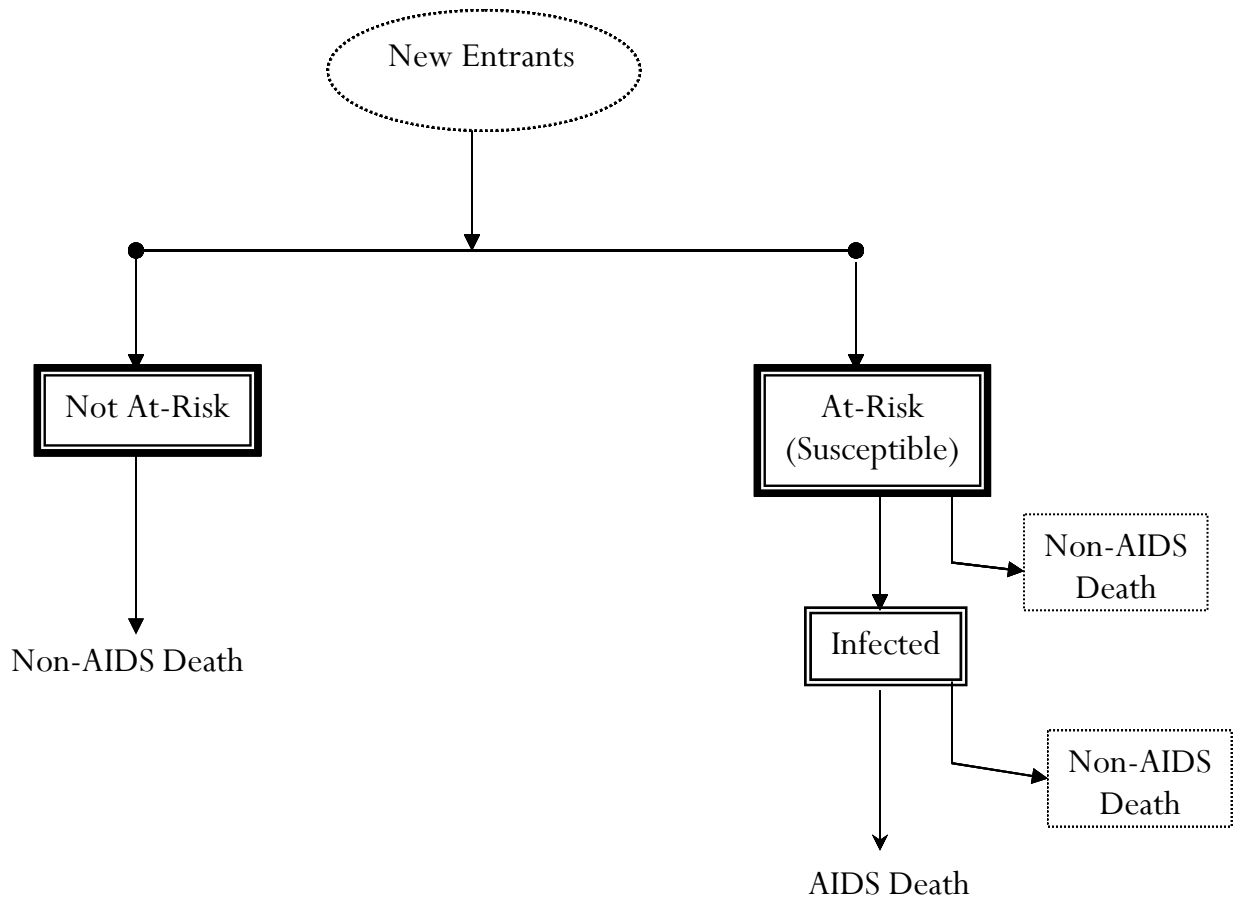 New Entrants
Not At-Risk
At-Risk
(Susceptible)
Non-AIDS
Death
Infected
Non-AIDS Death
Non-AIDS
Death
AIDS Death